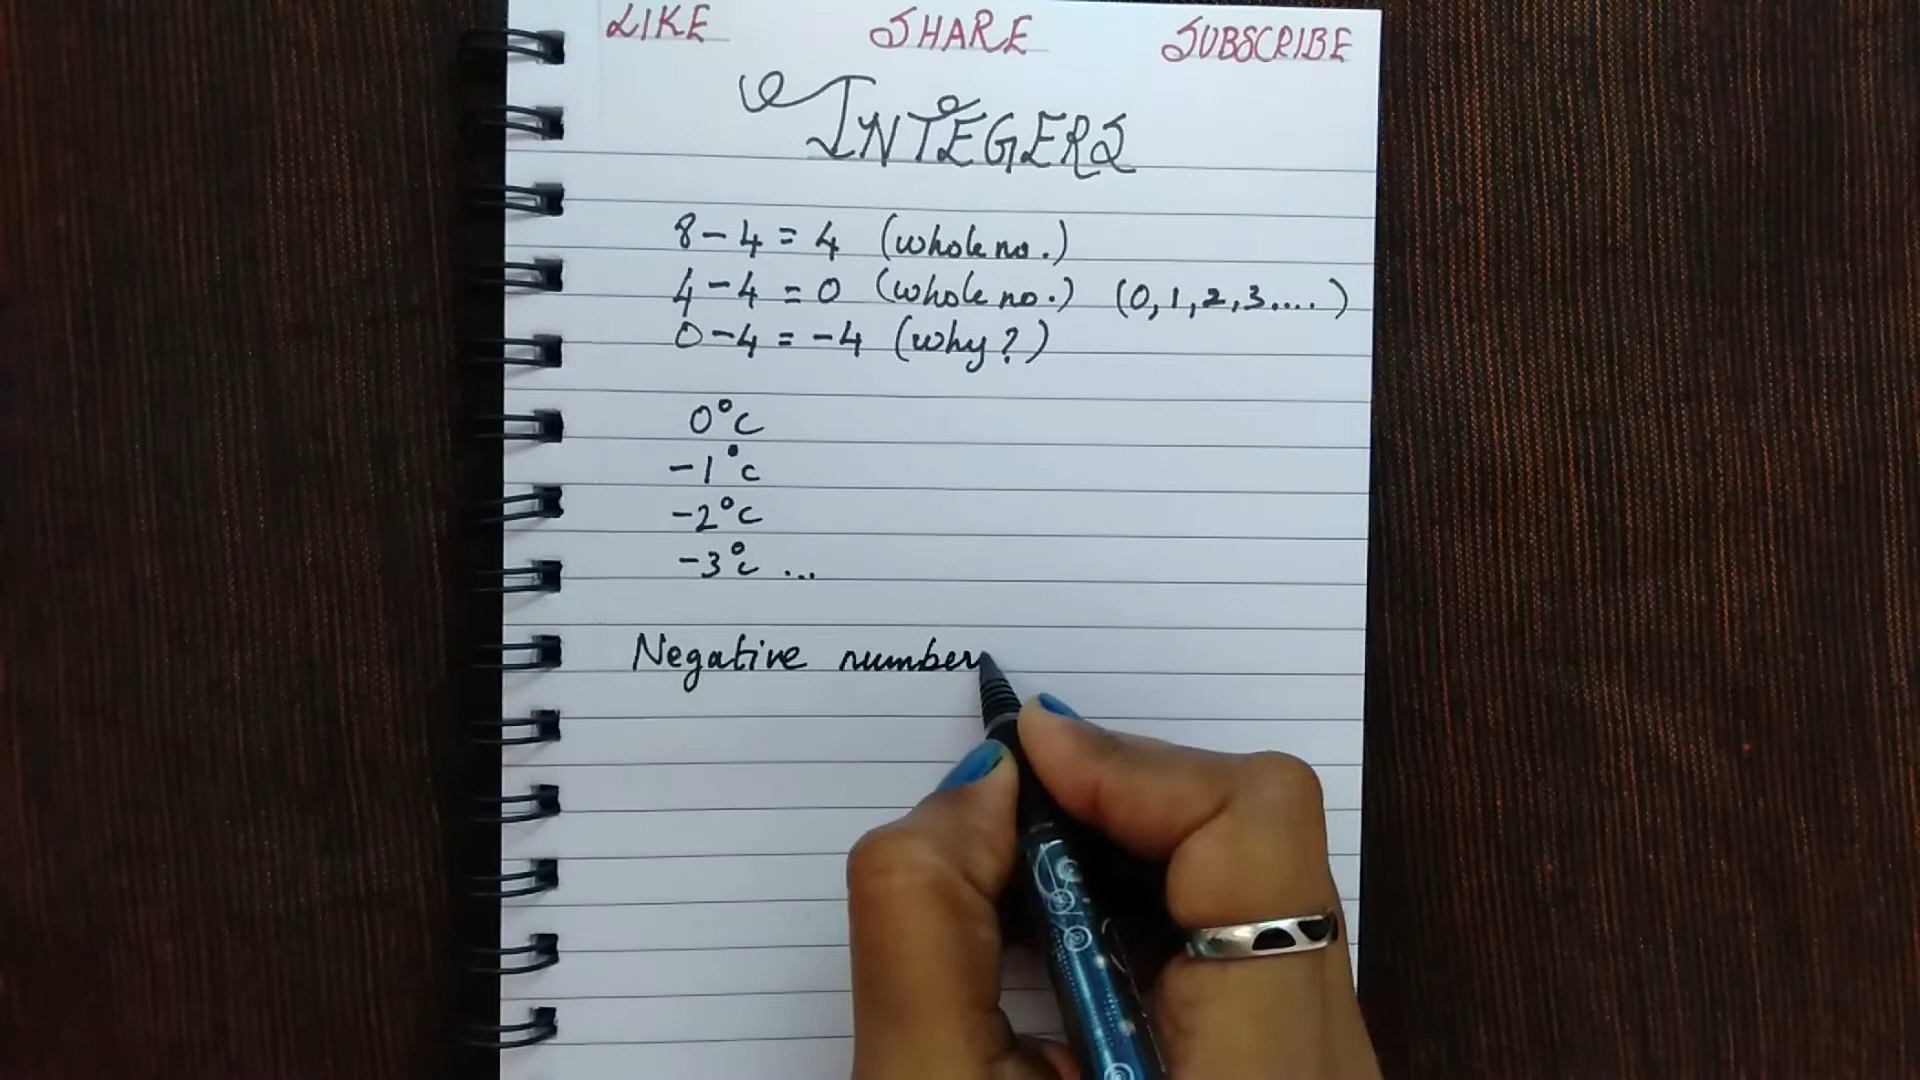 LIKE SHARE SUBSCRIBE
INTEGERS
8-4 = 4 (whole no.)
4-4 = 0 (whole no.) (0, 1, 2, 3....)
0-4 = -4 (why?)
0°c
-1°c
-2°c
-3°c ...
Negative number